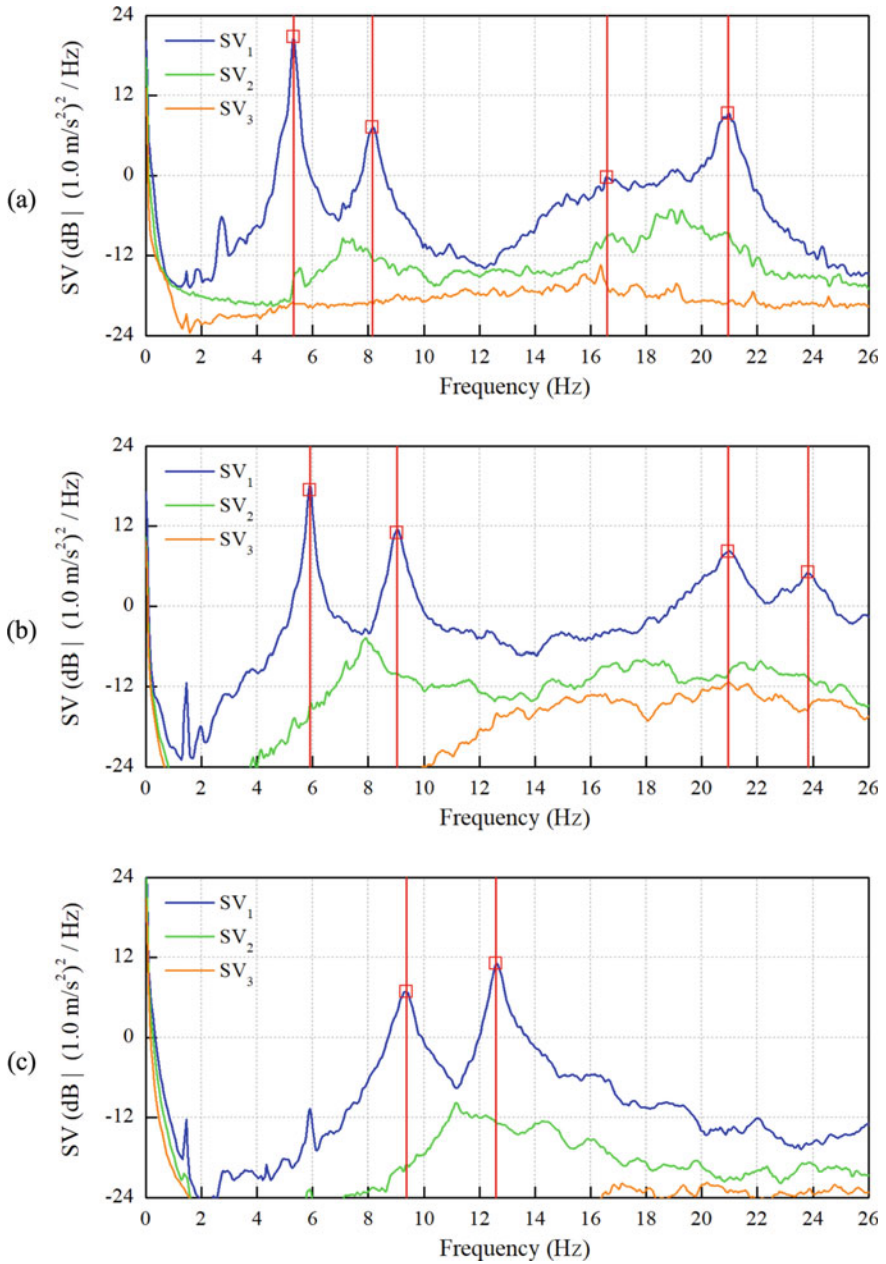 (a)
SV (dB | (1.0 m/s²)² / Hz)
24
12
0
-12
-24
SV₁
SV₂
SV₃
0 2 4 6 8 10 12 14 16 18 20 22 24 26
Frequency (Hz)
(b)
SV (dB | (1.0 m/s²)² / Hz)
24
12
0
-12
-24
SV₁
SV₂
SV₃
0 2 4 6 8 10 12 14 16 18 20 22 24 26
Frequency (Hz)
(c)
SV (dB | (1.0 m/s²)² / Hz)
24
12
0
-12
-24
SV₁
SV₂
SV₃
0 2 4 6 8 10 12 14 16 18 20 22 24 26
Frequency (Hz)